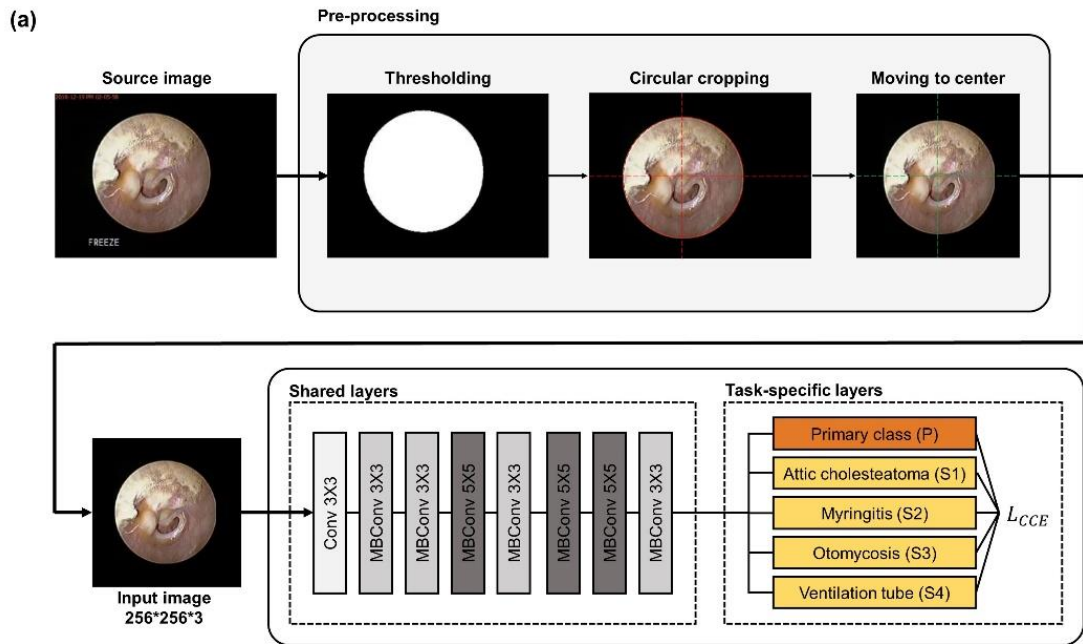 (a)
Pre-processing
Source image
Thresholding
Circular cropping
Moving to center
FREEZE
Shared layers
Task-specific layers
Conv 3X3
MBConv 3X3
MBConv 3X3
MBConv 5X5
MBConv 3X3
MBConv 5X5
MBConv 5X5
MBConv 3X3
Primary class (P)
Attic cholesteatoma (S1)
Myringitis (S2)
Otomycosis (S3)
Ventilation tube (S4)
L_CCE
Input image
256*256*3